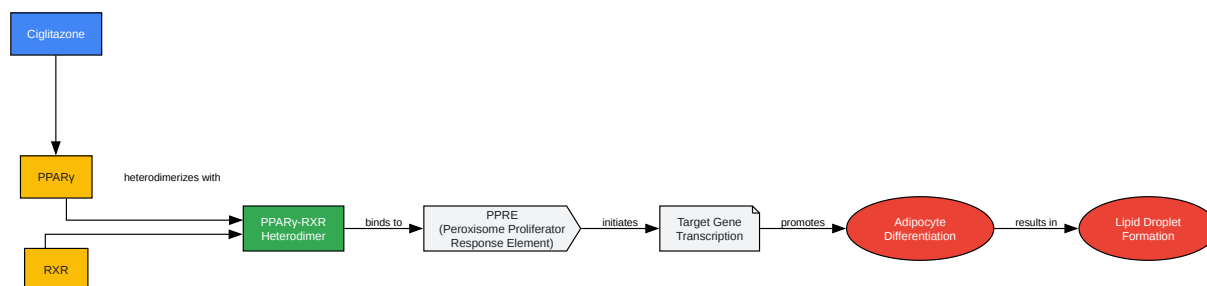 Ciglitazone
PPARγ
heterodimerizes with
RXR
PPARγ-RXR
Heterodimer
binds to
PPRE
(Peroxisome Proliferator
Response Element)
initiates
Target Gene
Transcription
promotes
Adipocyte
Differentiation
results in
Lipid Droplet
Formation